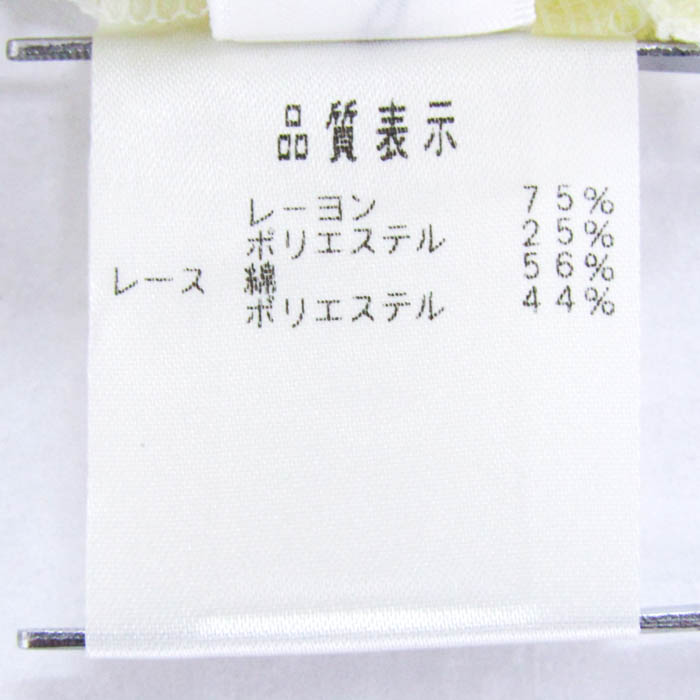 品質表示
レーヨン 75%
ポリエステル 25%
レース 綿 56%
ポリエステル 44%